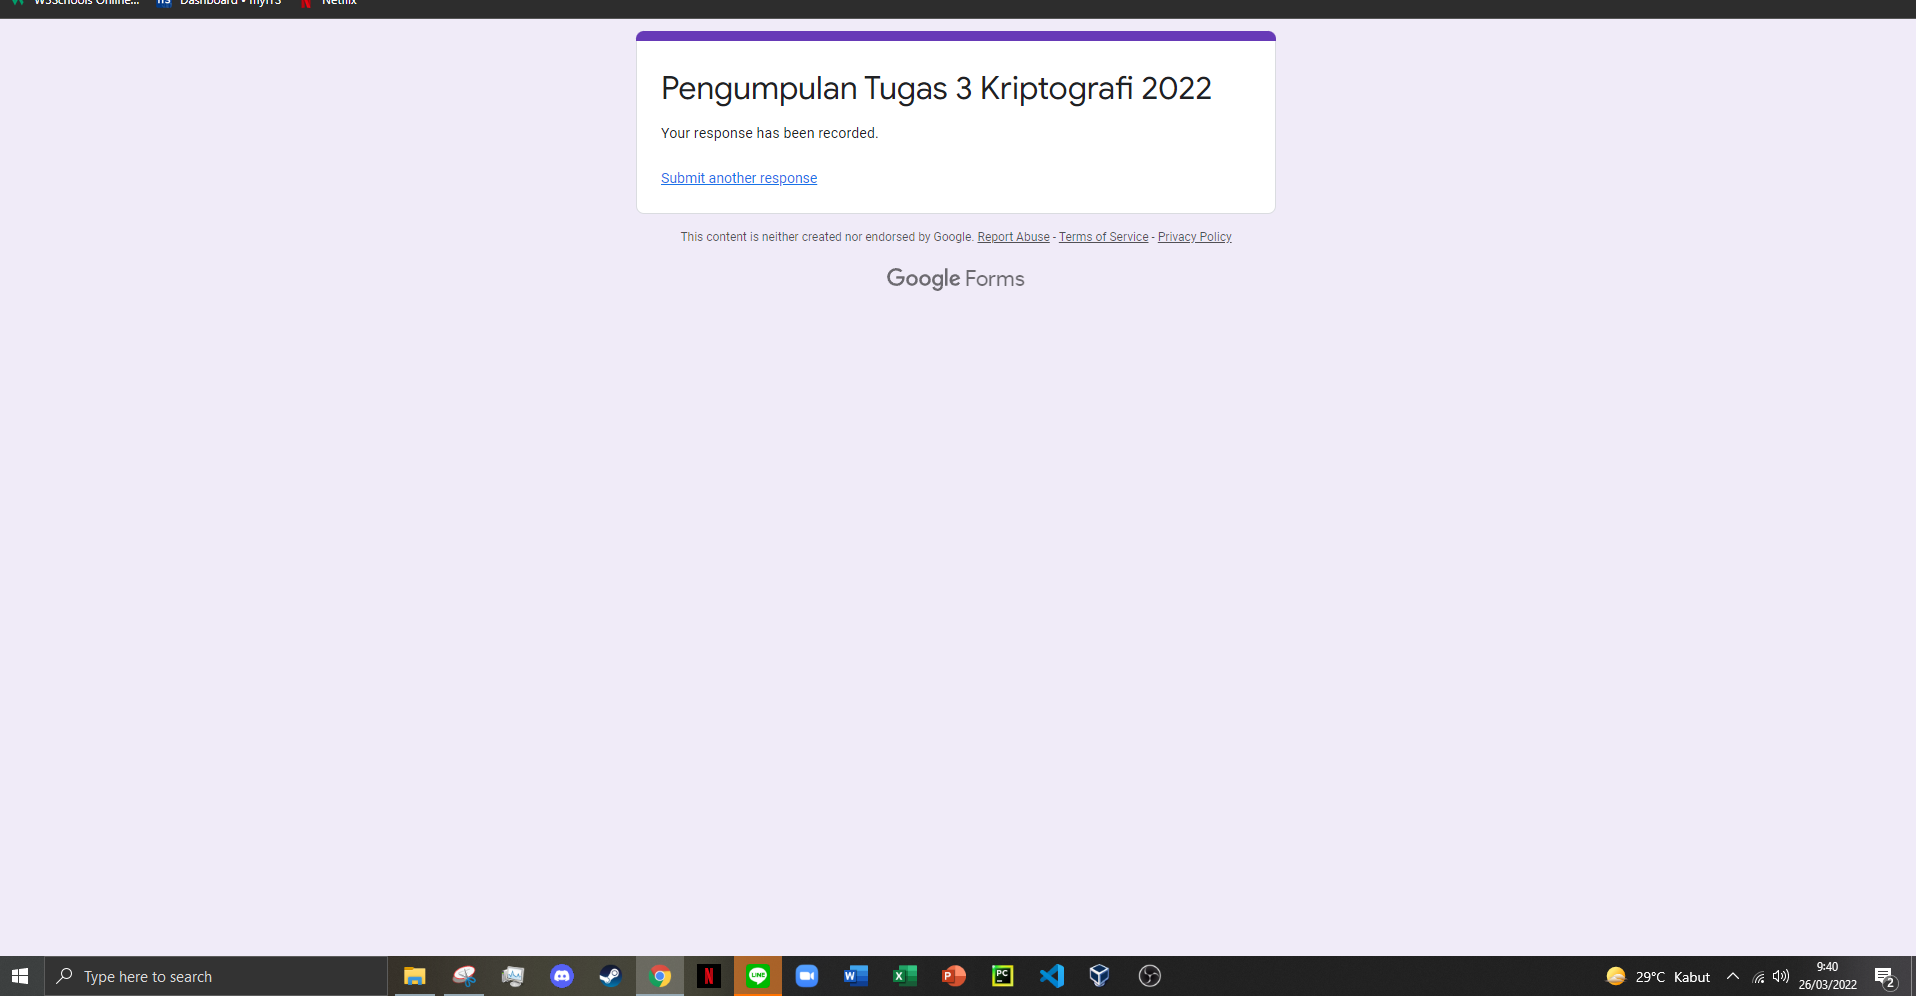 W3Schools Online...
Dashboard • myITS
Netflix
Pengumpulan Tugas 3 Kriptografi 2022
Your response has been recorded.
Submit another response
This content is neither created nor endorsed by Google. Report Abuse - Terms of Service - Privacy Policy
Google Forms
Type here to search
N
LINE
W
X
P
PC
29°C Kabut
9:40
26/03/2022
2